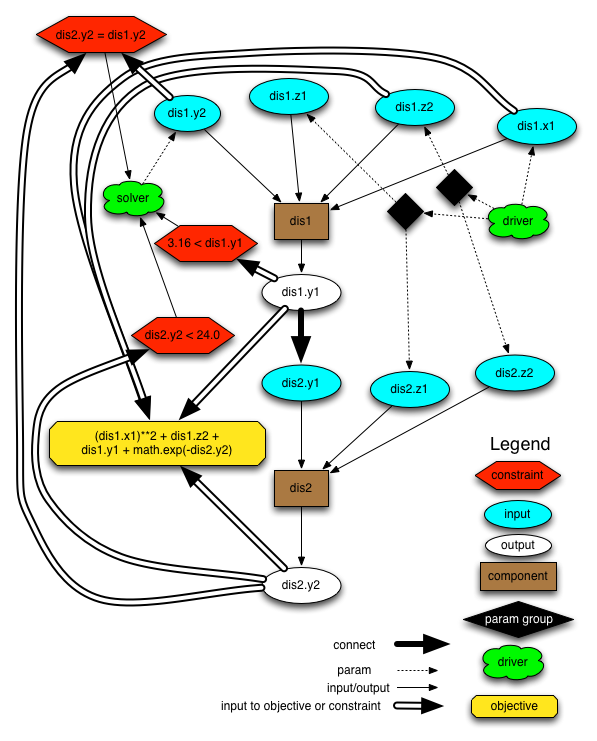 dis2.y2 = dis1.y2
dis1.y2
dis1.z1
dis1.z2
dis1.x1
solver
dis1
driver
3.16 < dis1.y1
dis1.y1
dis2.y2 < 24.0
dis2.y1
dis2.z1
dis2.z2
(dis1.x1)**2 + dis1.z2 +
dis1.y1 + math.exp(-dis2.y2)
dis2
dis2.y2
Legend
constraint
input
output
component
param group
driver
objective
connect
param
input/output
input to objective or constraint